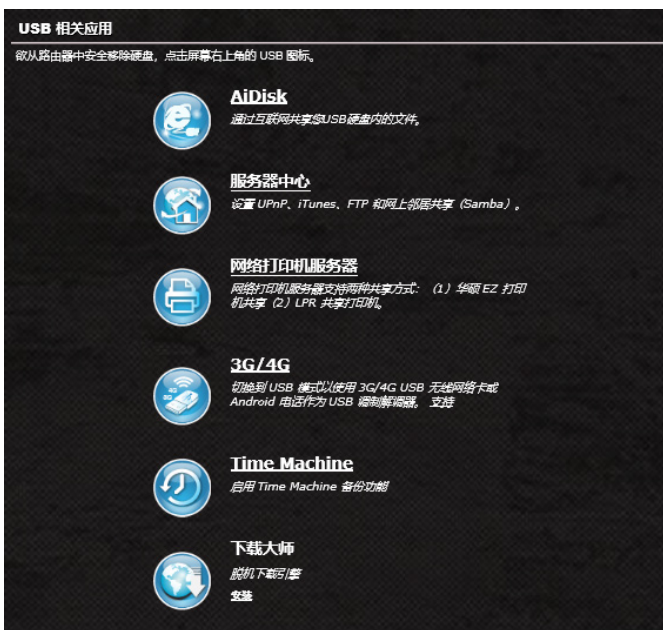 USB 相关应用
欲从路由器中安全移除硬盘，点击屏幕右上角的 USB 图标。
AiDisk
通过互联网共享您USB硬盘内的文件。
服务器中心
设置 UPnP、iTunes、FTP 和网上邻居共享（Samba）。
网络打印机服务器
网络打印机服务器支持两种共享方式：（1）华硕 EZ 打印
机共享（2）LPR 共享打印机。
3G/4G
切换到 USB 模式以使用 3G/4G USB 无线网络卡或
Android 电话作为 USB 调制解调器。 支持
4G
3G
Time Machine
启用 Time Machine 备份功能
下载大师
脱机下载引擎
安装